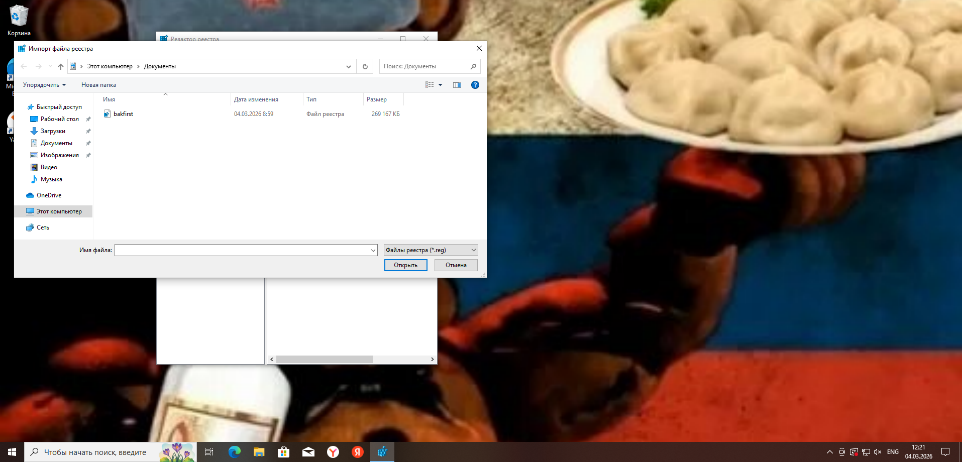 Корзина
Редактор реестра
Импорт файла реестра
Этот компьютер > Документы
Поиск: Документы
Упорядочить
Новая папка
Имя
Дата изменения
Тип
Размер
bakfirst
04.03.2026 8:59
Файл реестра
269 167 КБ
Быстрый доступ
Рабочий стол
Загрузки
Документы
Изображения
Видео
Музыка
OneDrive
Этот компьютер
Сеть
Имя файла:
Файлы реестра (*.reg)
Открыть
Отмена
Чтобы начать поиск, введите
ENG
12:21
04.03.2026